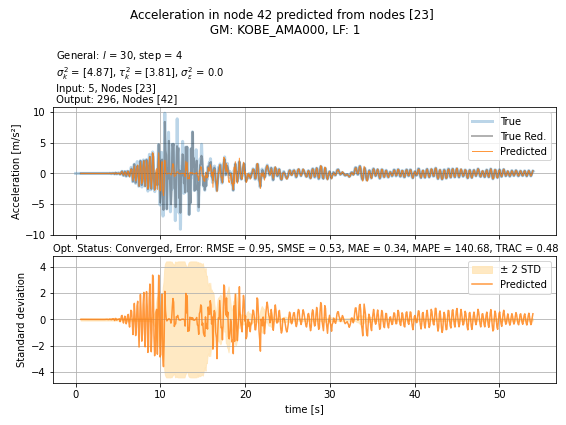 Acceleration in node 42 predicted from nodes [23]
GM: KOBE_AMA000, LF: 1
General: l = 30, step = 4
σ²ₖ = [4.87], τ²ₖ = [3.81], σ²ε = 0.0
Input: 5, Nodes [23]
Output: 296, Nodes [42]
Acceleration [m/s²]
10
5
0
−5
−10
True
True Red.
Predicted
Opt. Status: Converged, Error: RMSE = 0.95, SMSE = 0.53, MAE = 0.34, MAPE = 140.68, TRAC = 0.48
Standard deviation
4
2
0
−2
−4
± 2 STD
Predicted
0 10 20 30 40 50
time [s]